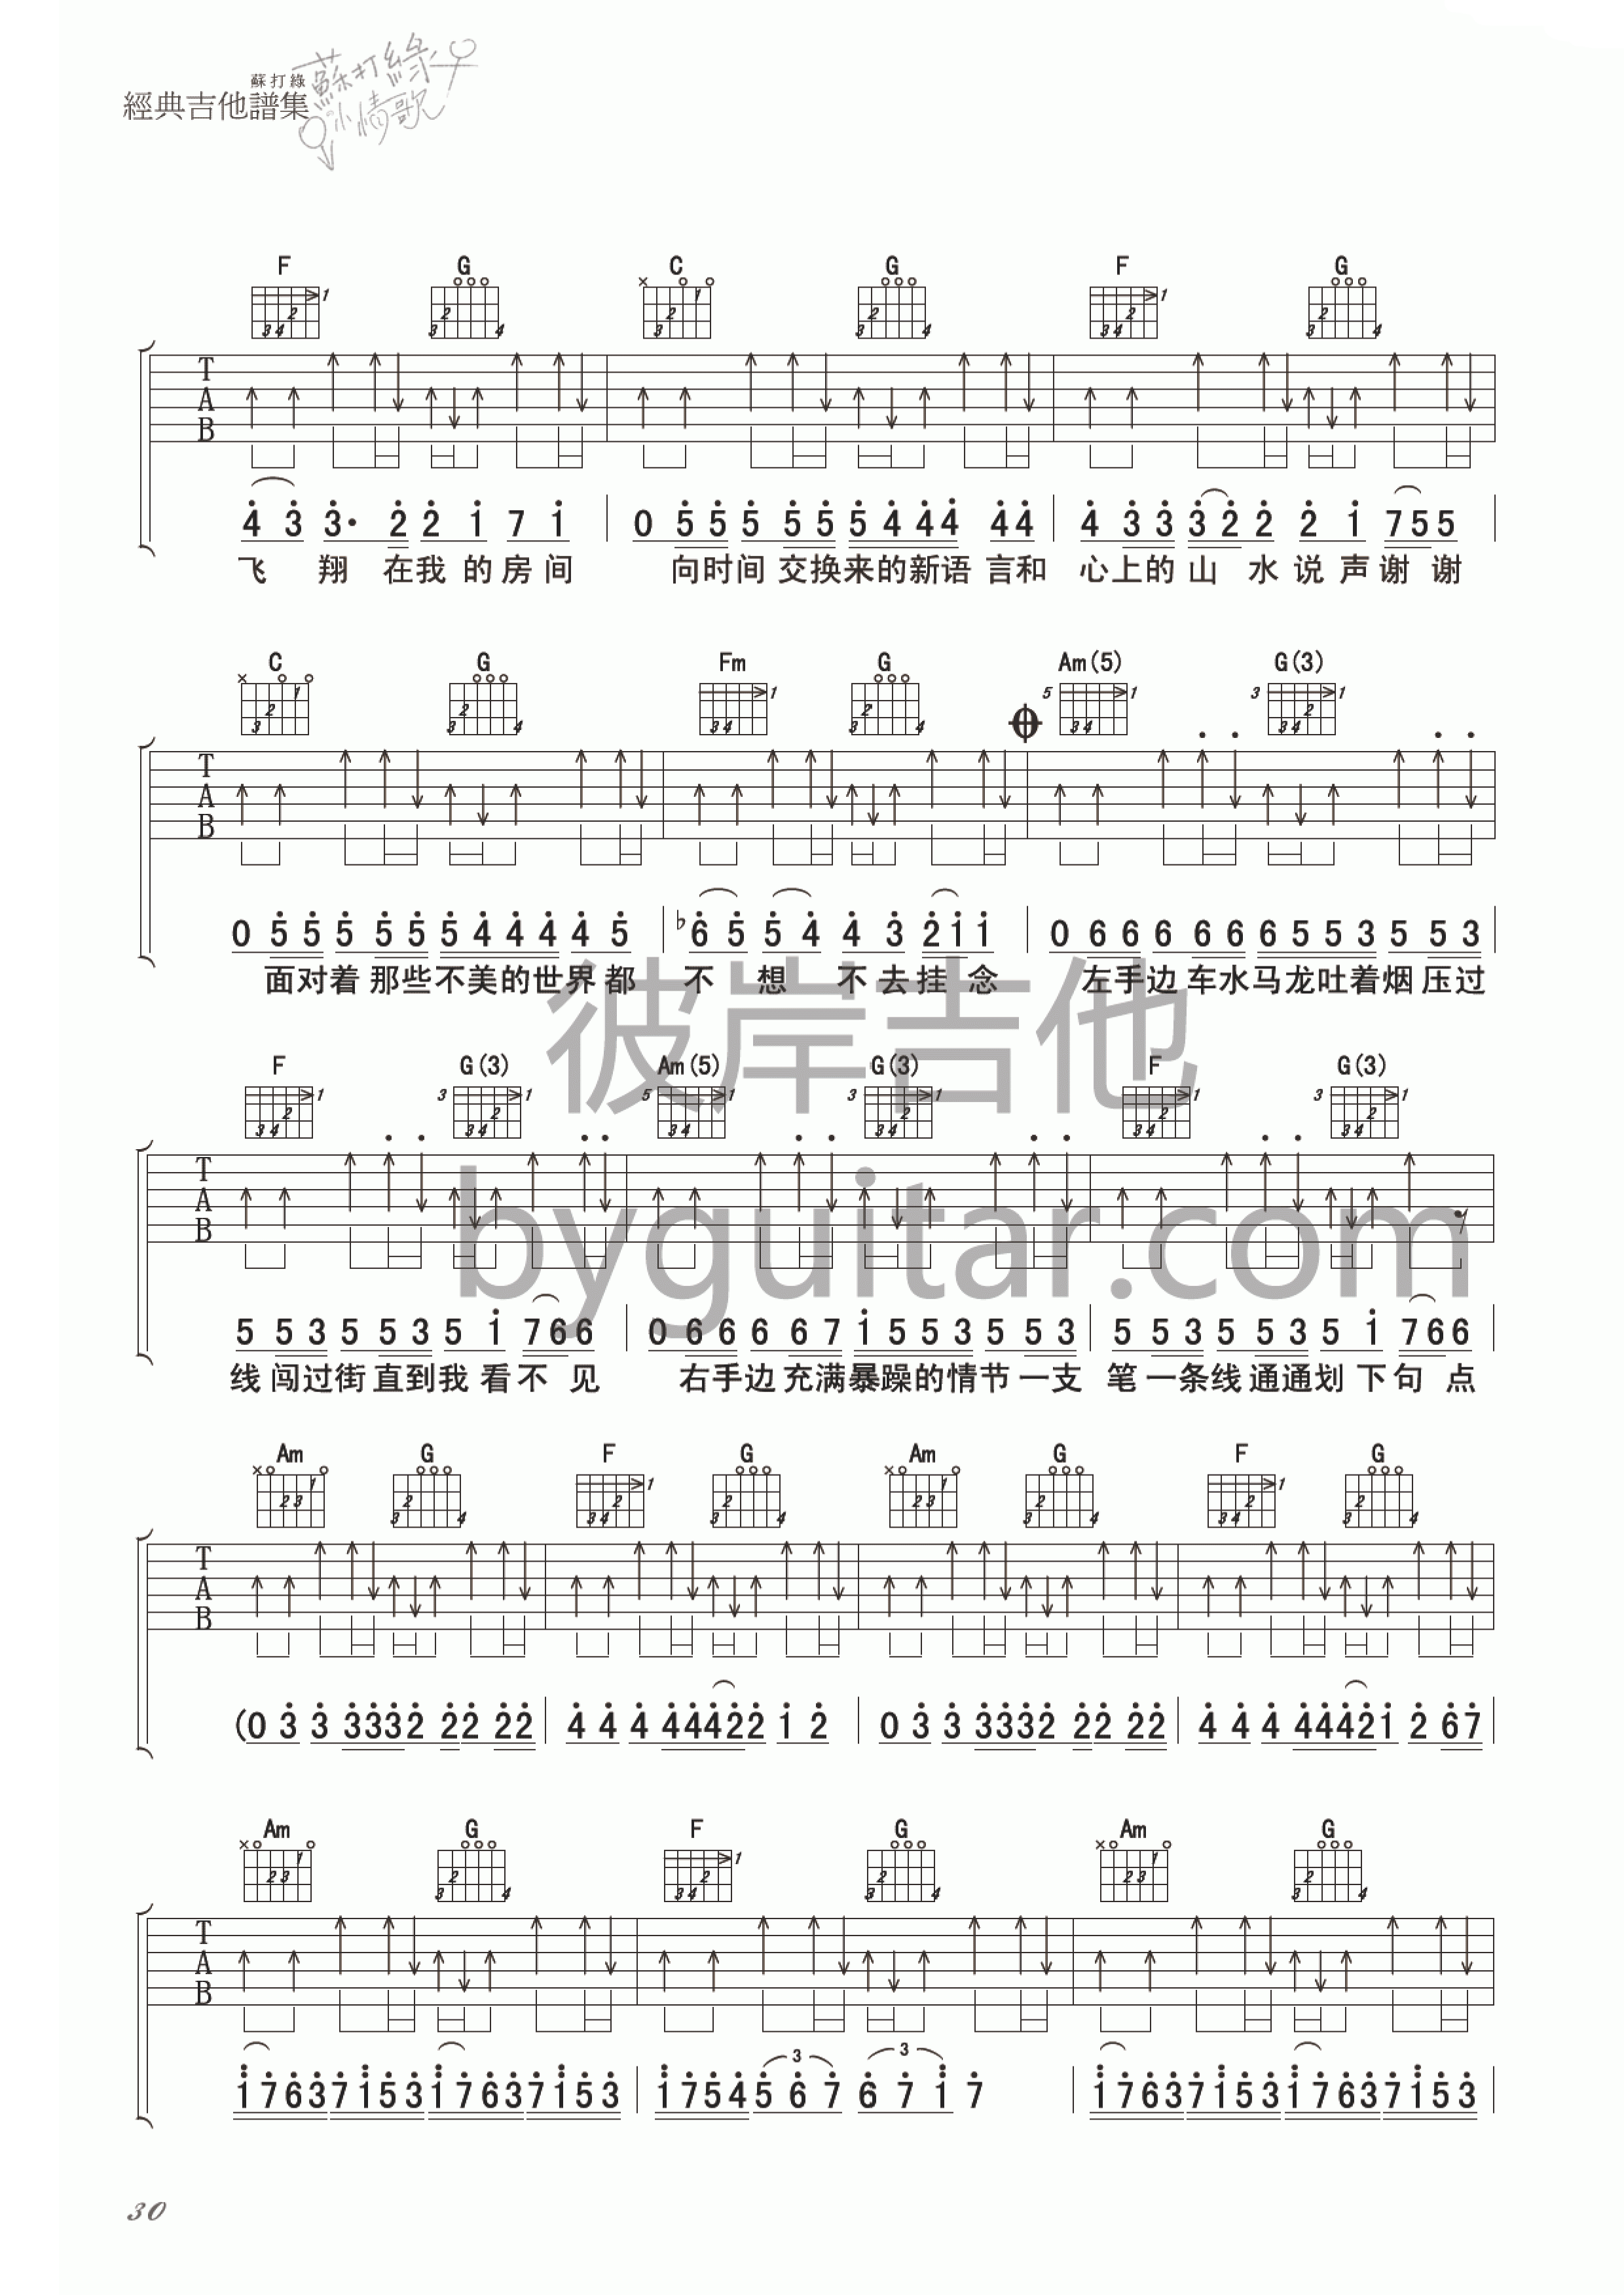 蘇打綠
經典吉他譜集
蘇打綠
小情歌
F G C G F G
T
A
B
4 3 3· 2 2 1 7 1 | 0 5 5 5 5 5 5 4 4 4 4 4 | 4 3 3 3 2 2 2 1 7 5 5 |
飞 翔 在我 的 房 间 向时间 交换来的新语 言和 心上的 山 水 说 声 谢 谢
C G Fm G Am(5) G(3)
T
A
B
0 5 5 5 5 5 5 4 4 4 4 5 | ♭6 5 5 4 4 3 2 1 1 | 0 6 6 6 6 6 6 5 5 3 5 5 3 |
面对着 那些不美的世界都 不 想 不 去 挂 念 左手边 车水马龙吐着烟 压过
彼岸吉他
F G(3) Am(5) G(3) F G(3)
T
A
B
byguitar.com
5 5 3 5 5 3 5 1 7 6 6 | 0 6 6 6 6 7 1 5 5 3 5 5 3 | 5 5 3 5 5 3 5 1 7 6 6 |
线 闯过街 直到我 看 不 见 右手边 充满暴躁的情节 一支 笔 一条线 通通划 下 句 点
Am G F G Am G F G
T
A
B
(0 3 3 3 3 3 2 2 2 2 2 | 4 4 4 4 4 4 2 2 1 2 | 0 3 3 3 3 3 2 2 2 2 2 | 4 4 4 4 4 4 2 1 2 6 7 |
Am G F G Am G
T
A
B
1 7 6 3 7 1 5 3 1 7 6 3 7 1 5 3 | 1 7 5 4 5 6 7 6 7 1 7 | 1 7 6 3 7 1 5 3 1 7 6 3 7 1 5 3 |
30